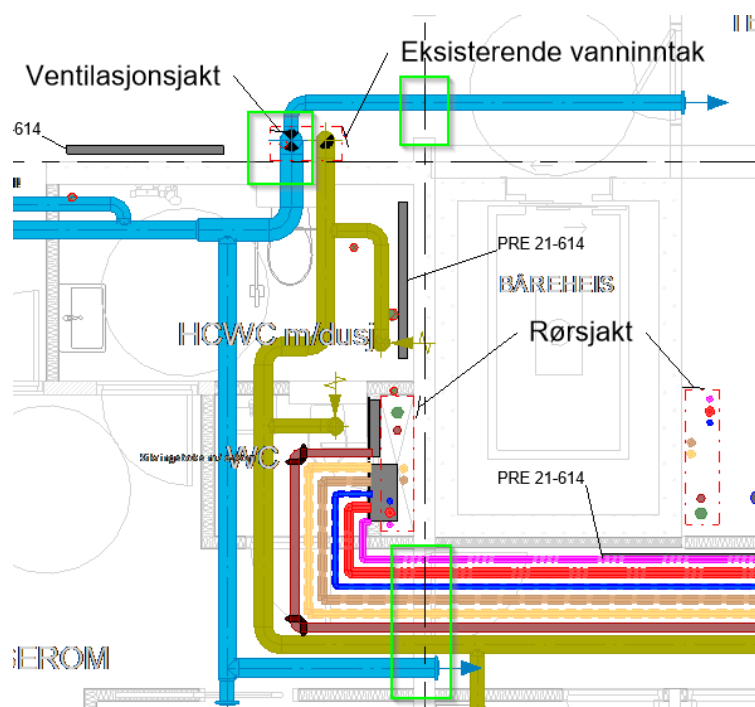 Eksisterende vanninntak
Ventilasjonsjakt
-614
PRE 21-614
BÅREHEIS
HCWC m/dusj
Rørsjakt
WC
PRE 21-614
SEROM